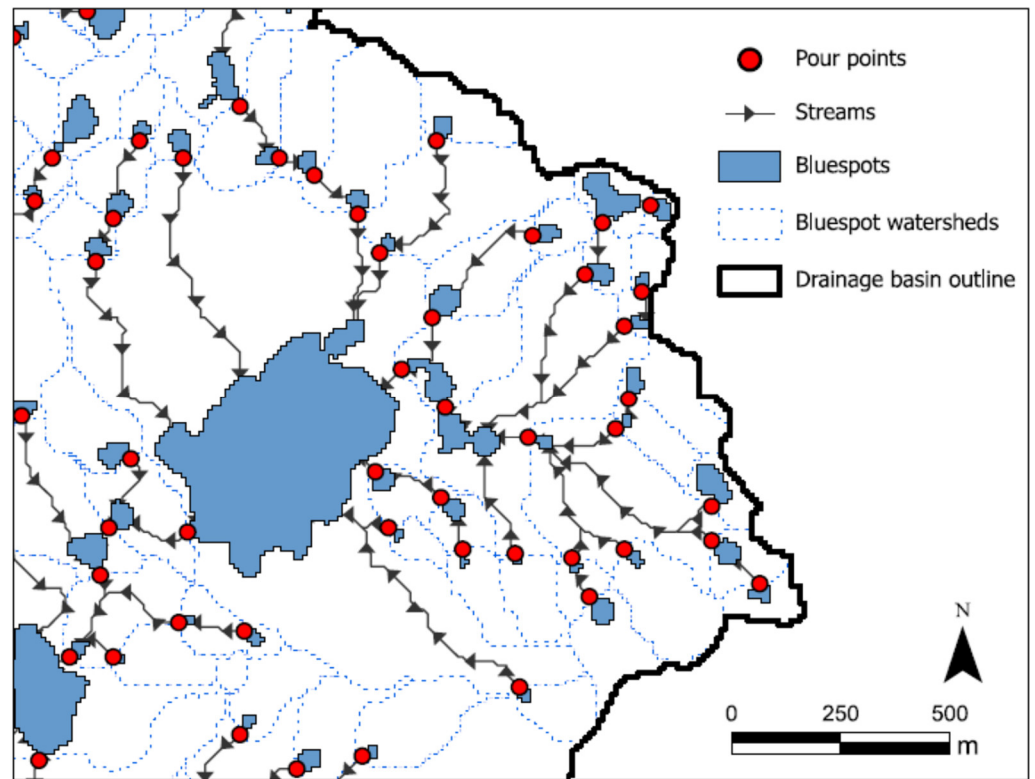 Pour points
Streams
Bluespots
Bluespot watersheds
Drainage basin outline
N
0 250 500
m